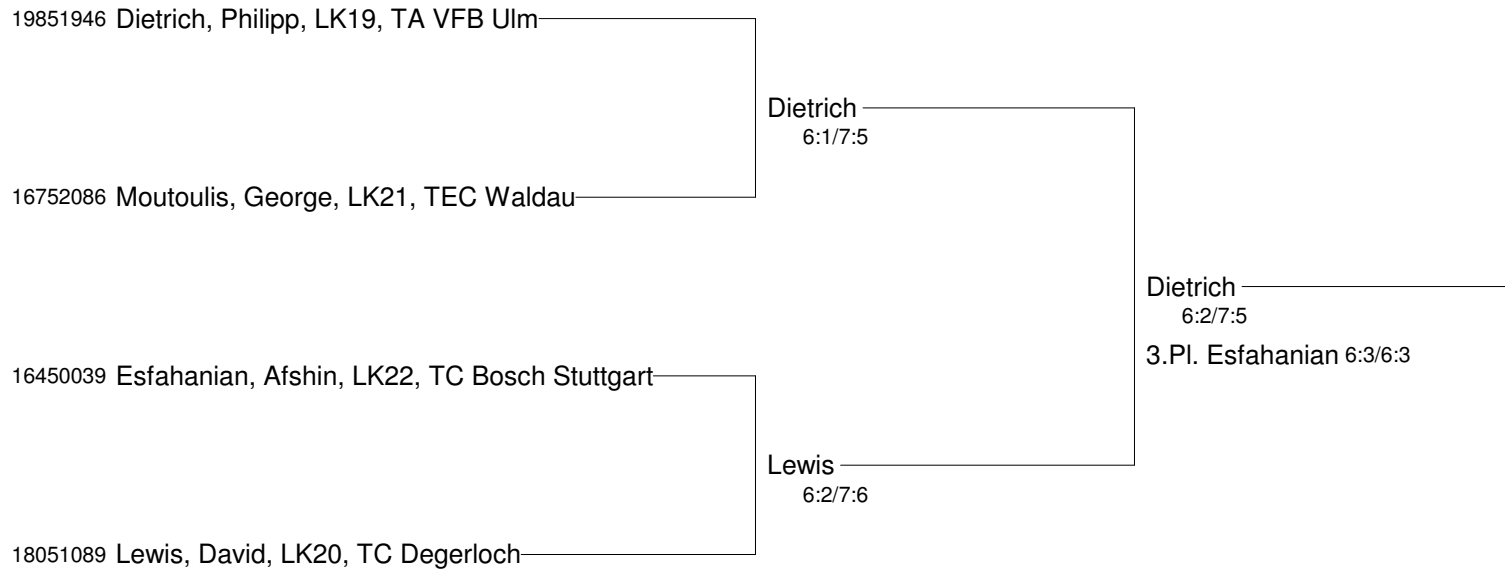 19851946 Dietrich, Philipp, LK19, TA VFB Ulm
Dietrich
6:1/7:5
16752086 Moutoulis, George, LK21, TEC Waldau
Dietrich
6:2/7:5
3.Pl. Esfahanian 6:3/6:3
16450039 Esfahanian, Afshin, LK22, TC Bosch Stuttgart
Lewis
6:2/7:6
18051089 Lewis, David, LK20, TC Degerloch